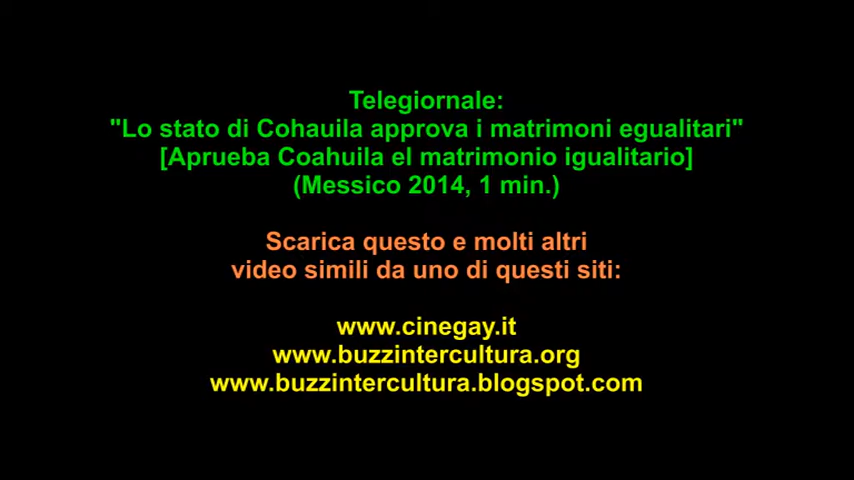 Telegiornale:
"Lo stato di Cohauila approva i matrimoni egualitari"
[Aprueba Coahuila el matrimonio igualitario]
(Messico 2014, 1 min.)
Scarica questo e molti altri
video simili da uno di questi siti:
www.cinegay.it
www.buzzintercultura.org
www.buzzintercultura.blogspot.com